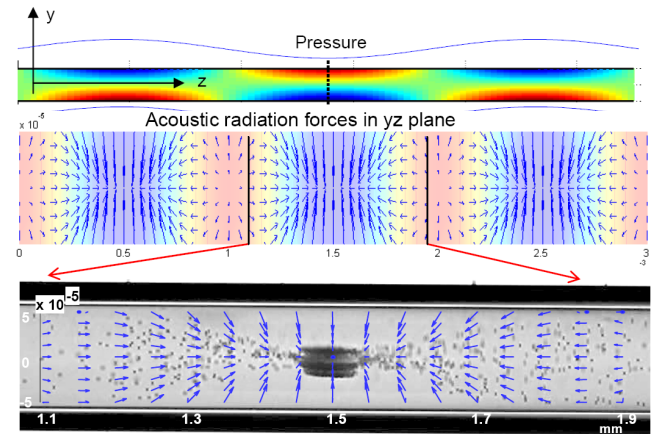 y
Pressure
z
x 10 -5
Acoustic radiation forces in yz plane
0 0.5 1 1.5 2 2.5 3
-3
x 10 -5
5
0
-5
1.1 1.3 1.5 1.7 1.9
mm